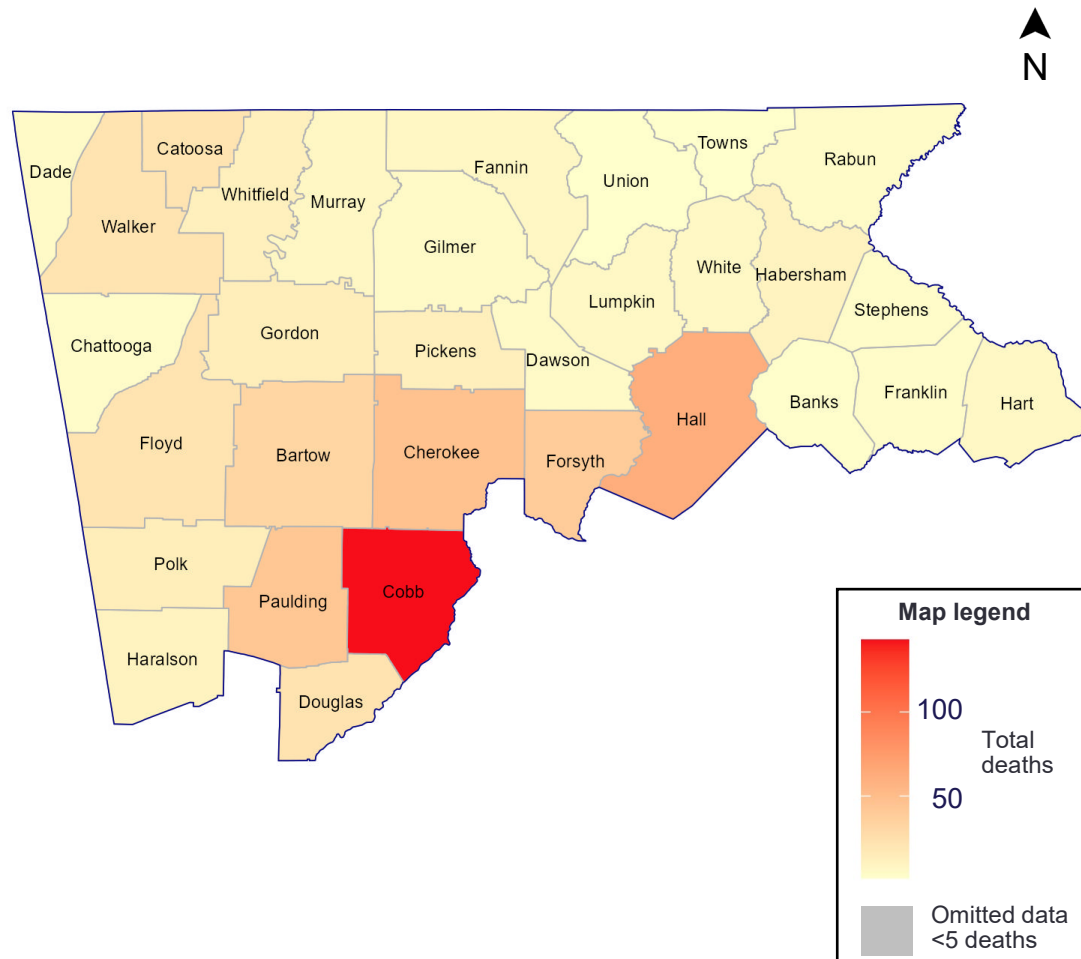 N
Dade
Catoosa
Walker
Whitfield
Murray
Fannin
Gilmer
Union
Towns
Rabun
White
Habersham
Lumpkin
Stephens
Chattooga
Gordon
Pickens
Dawson
Banks
Franklin
Hart
Floyd
Bartow
Cherokee
Forsyth
Hall
Polk
Paulding
Cobb
Haralson
Douglas
Map legend
100
50
Total
deaths
Omitted data
<5 deaths